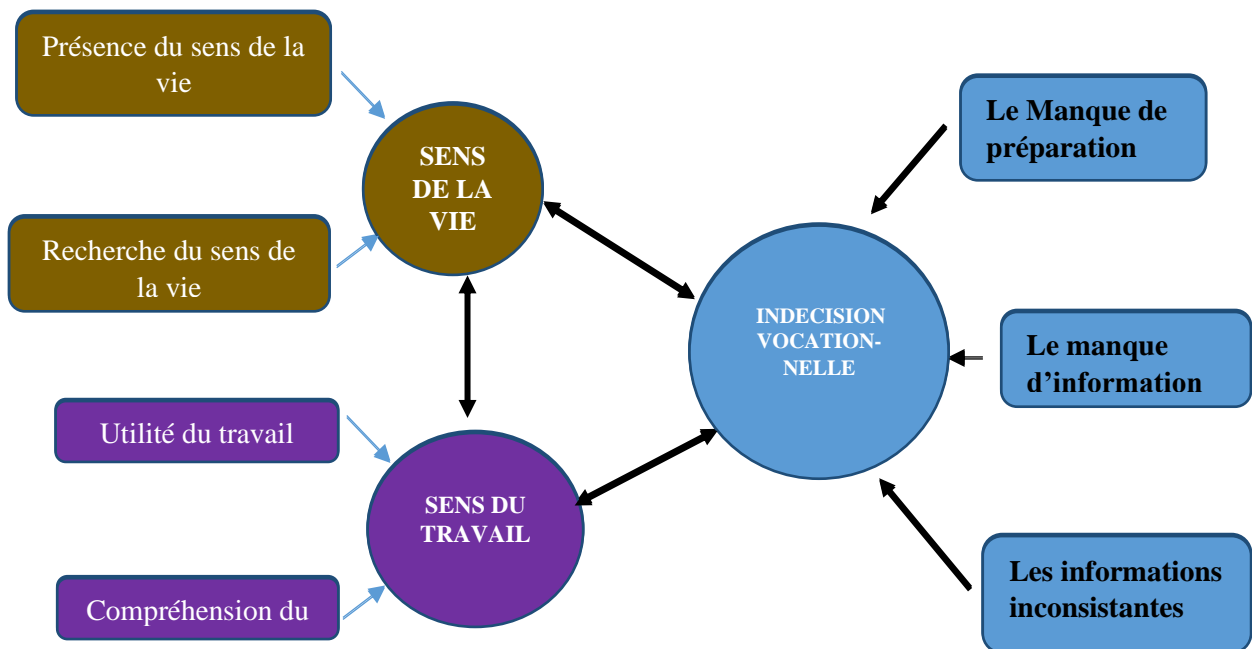 Présence du sens de la
vie
Recherche du sens de
la vie
SENS
DE LA
VIE
Utilité du travail
Compréhension du
SENS DU
TRAVAIL
INDECISION
VOCATION-
NELLE
Le Manque de
préparation
Le manque
d’information
Les informations
inconsistantes